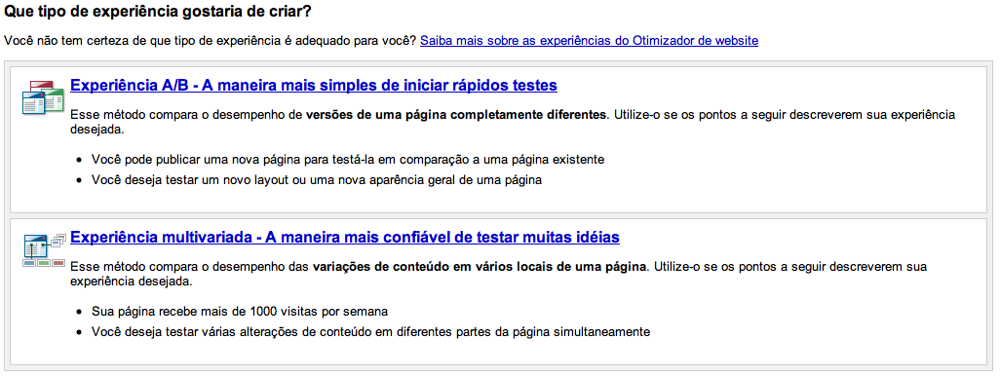 Que tipo de experiência gostaria de criar?
Você não tem certeza de que tipo de experiência é adequado para você? Saiba mais sobre as experiências do Otimizador de website
Experiência A/B - A maneira mais simples de iniciar rápidos testes
Esse método compara o desempenho de versões de uma página completamente diferentes. Utilize-o se os pontos a seguir descreverem sua experiência
desejada.
• Você pode publicar uma nova página para testá-la em comparação a uma página existente
• Você deseja testar um novo layout ou uma nova aparência geral de uma página
Experiência multivariada - A maneira mais confiável de testar muitas idéias
Esse método compara o desempenho das variações de conteúdo em vários locais de uma página. Utilize-o se os pontos a seguir descreverem sua
experiência desejada.
• Sua página recebe mais de 1000 visitas por semana
• Você deseja testar várias alterações de conteúdo em diferentes partes da página simultaneamente